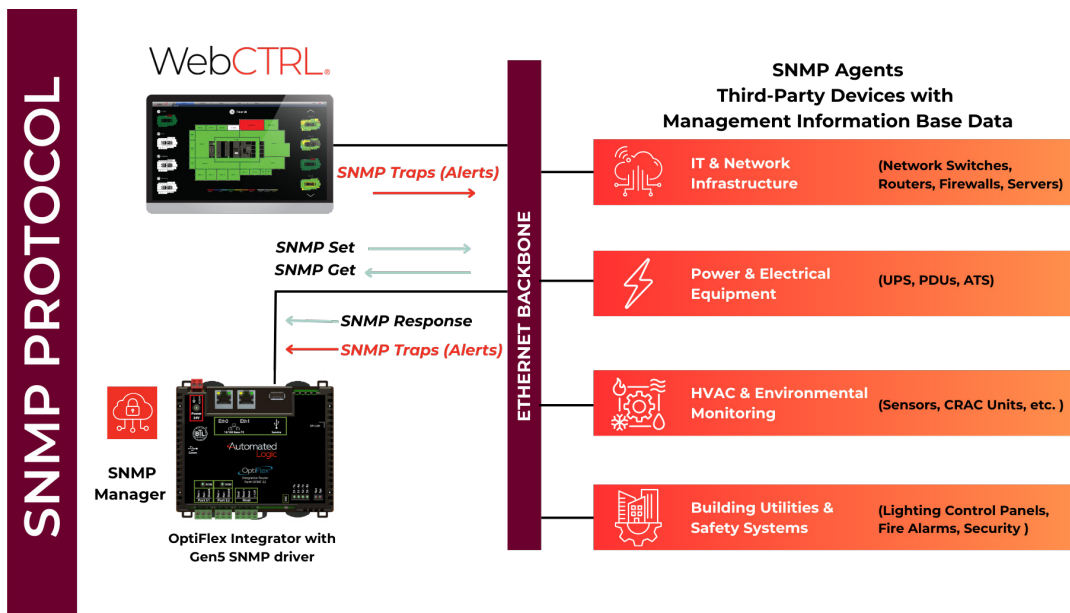 SNMP PROTOCOL
WebCTRL®
SNMP Traps (Alerts)
SNMP Set
SNMP Get
SNMP Response
SNMP Traps (Alerts)
SNMP
Manager
Eth0
Eth1
BTL
Automated
Logic
OptiFlex
OptiFlex Integrator with
Gen5 SNMP driver
ETHERNET BACKBONE
SNMP Agents
Third-Party Devices with
Management Information Base Data
IT & Network
Infrastructure
(Network Switches,
Routers, Firewalls, Servers)
Power & Electrical
Equipment
(UPS, PDUs, ATS)
HVAC & Environmental
Monitoring
(Sensors, CRAC Units, etc. )
Building Utilities &
Safety Systems
(Lighting Control Panels,
Fire Alarms, Security )